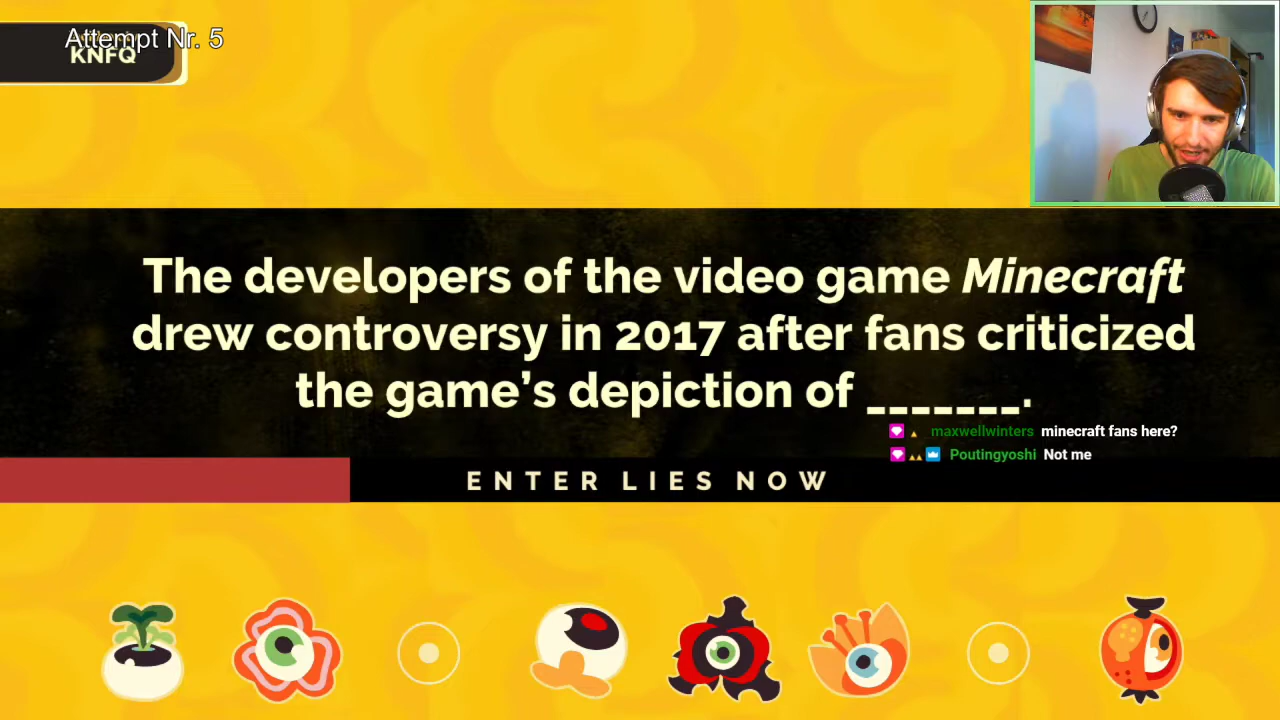 Attempt Nr. 5
KNFQ
The developers of the video game Minecraft
drew controversy in 2017 after fans criticized
the game’s depiction of _______.
maxwellwinters minecraft fans here?
Poutingyoshi Not me
ENTER LIES NOW